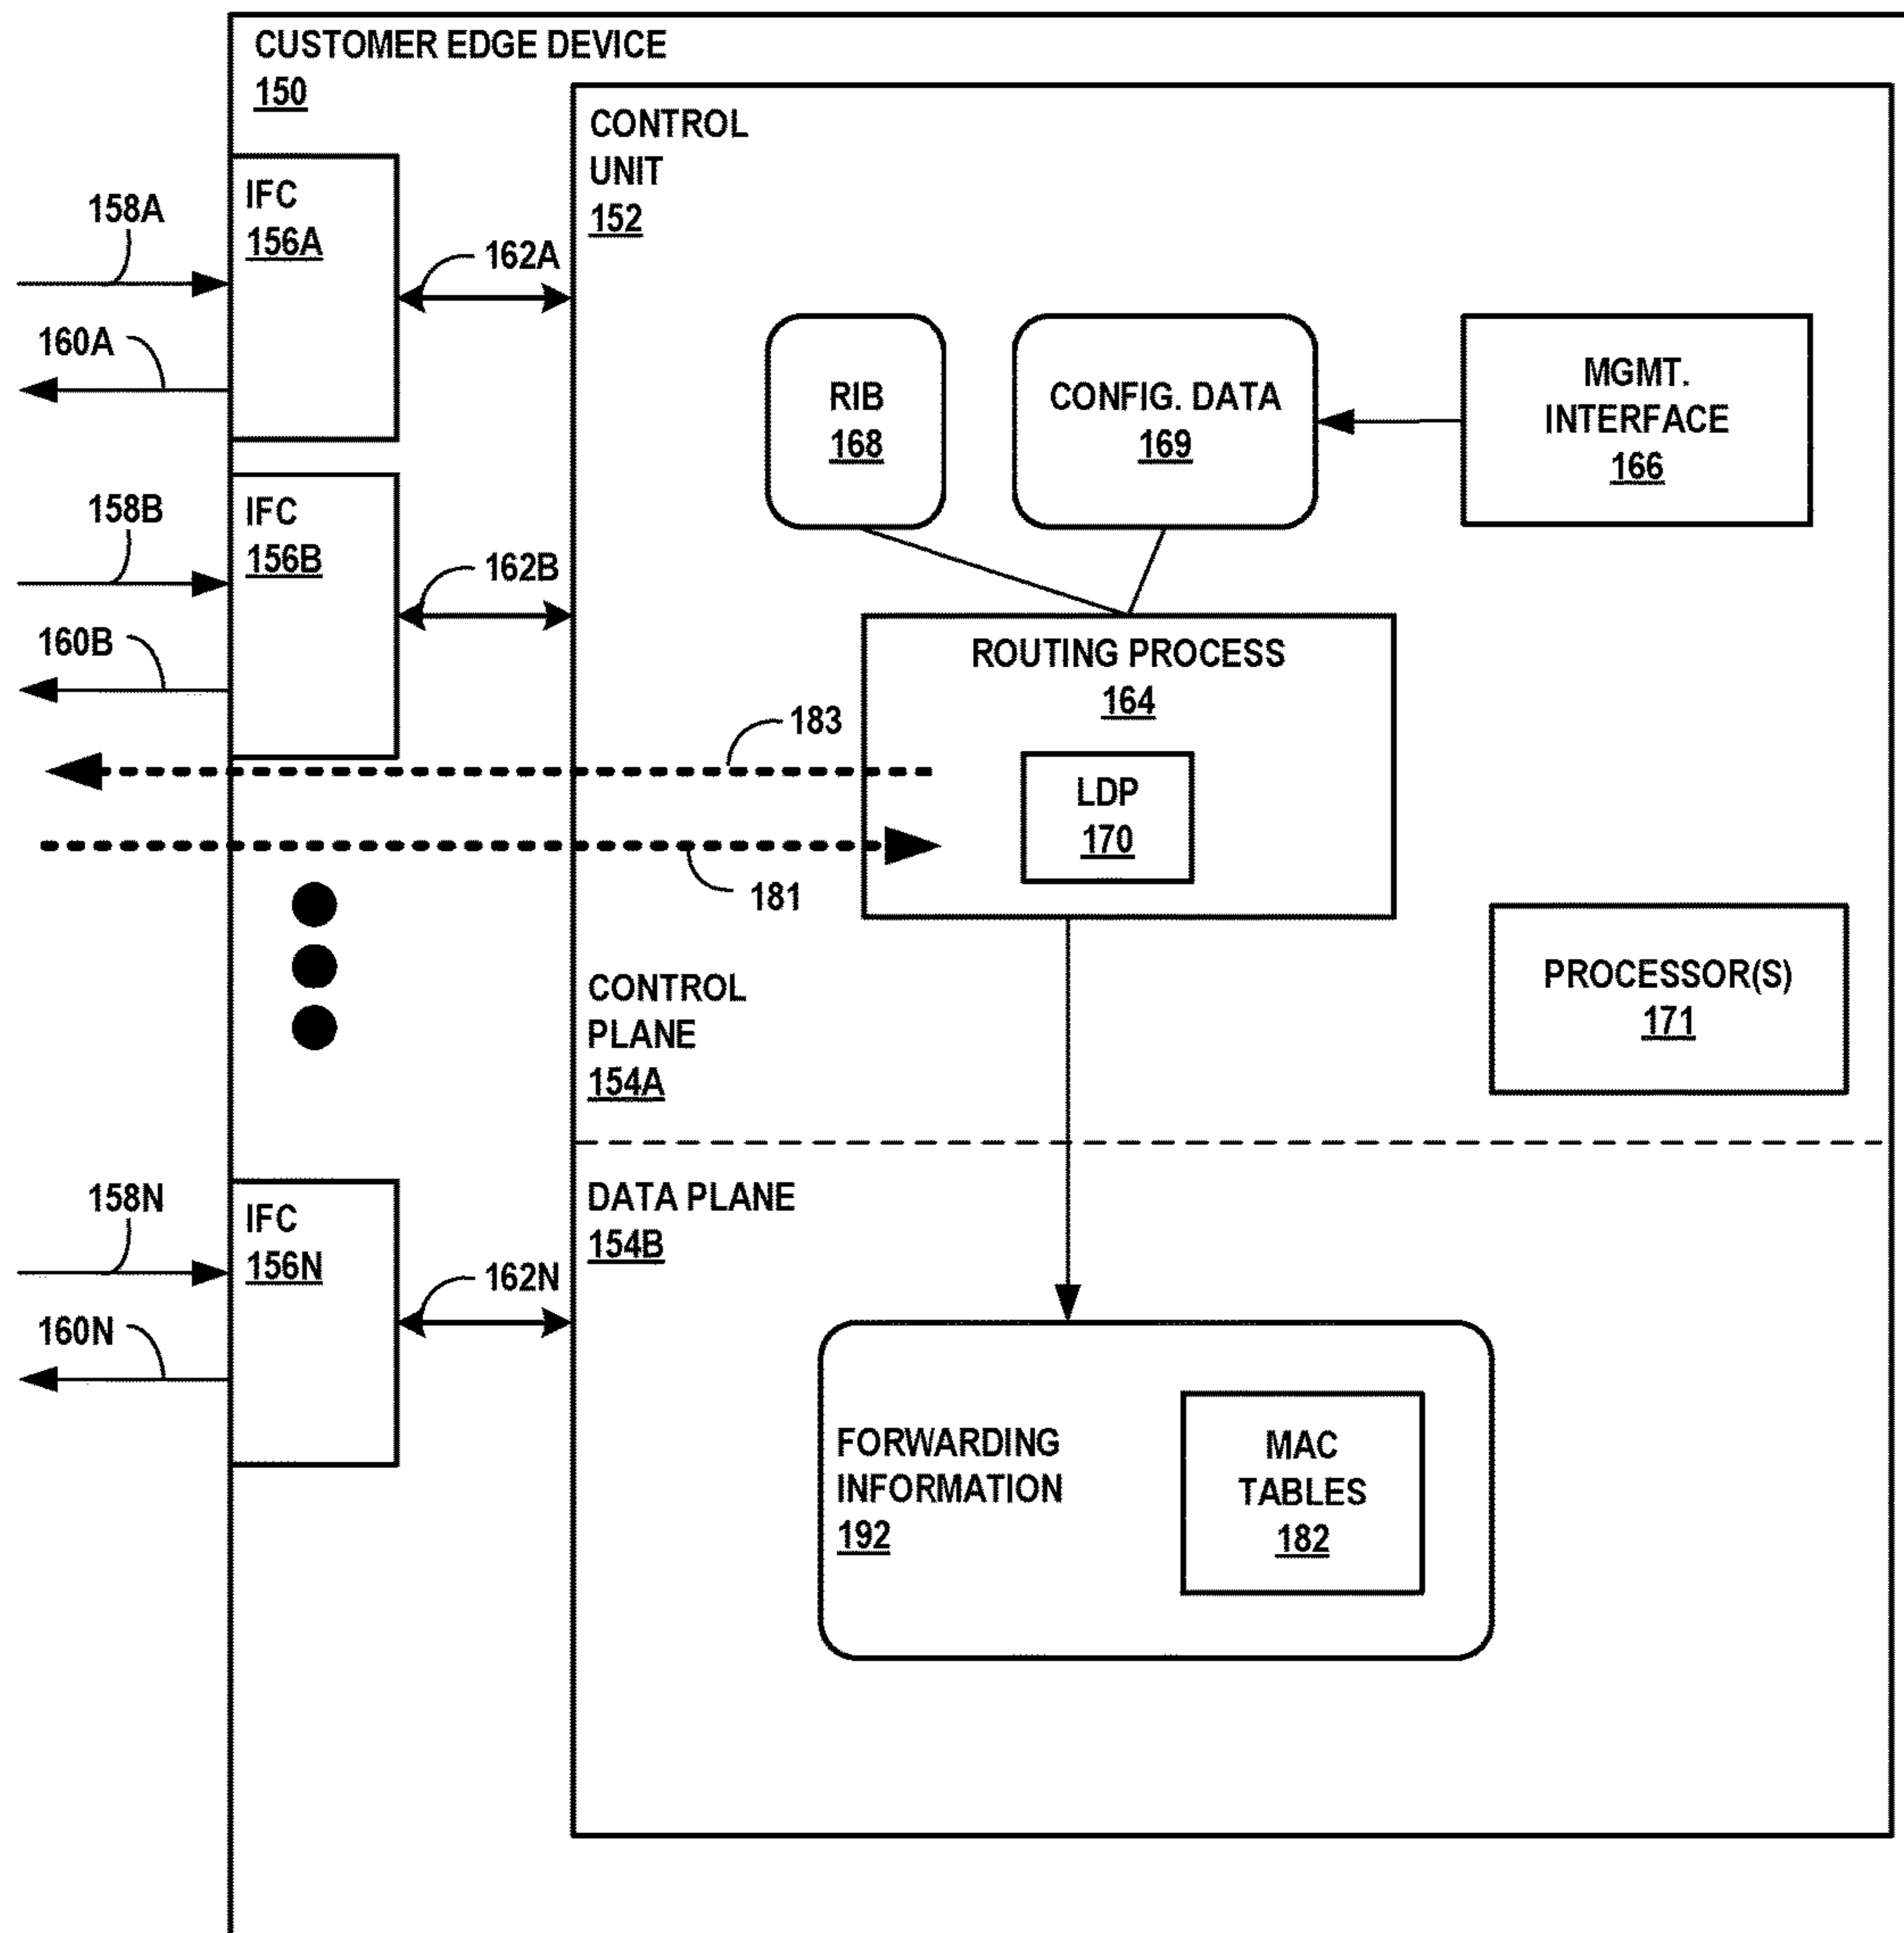 CUSTOMER EDGE DEVICE
150
CONTROL
UNIT
152
IFC
156A
158A
160A
162A
RIB
168
CONFIG. DATA
169
MGMT.
INTERFACE
166
IFC
156B
158B
160B
162B
ROUTING PROCESS
164
183
LDP
170
181
PROCESSOR(S)
171
CONTROL
PLANE
154A
DATA PLANE
154B
IFC
156N
158N
160N
162N
FORWARDING
INFORMATION
192
MAC
TABLES
182